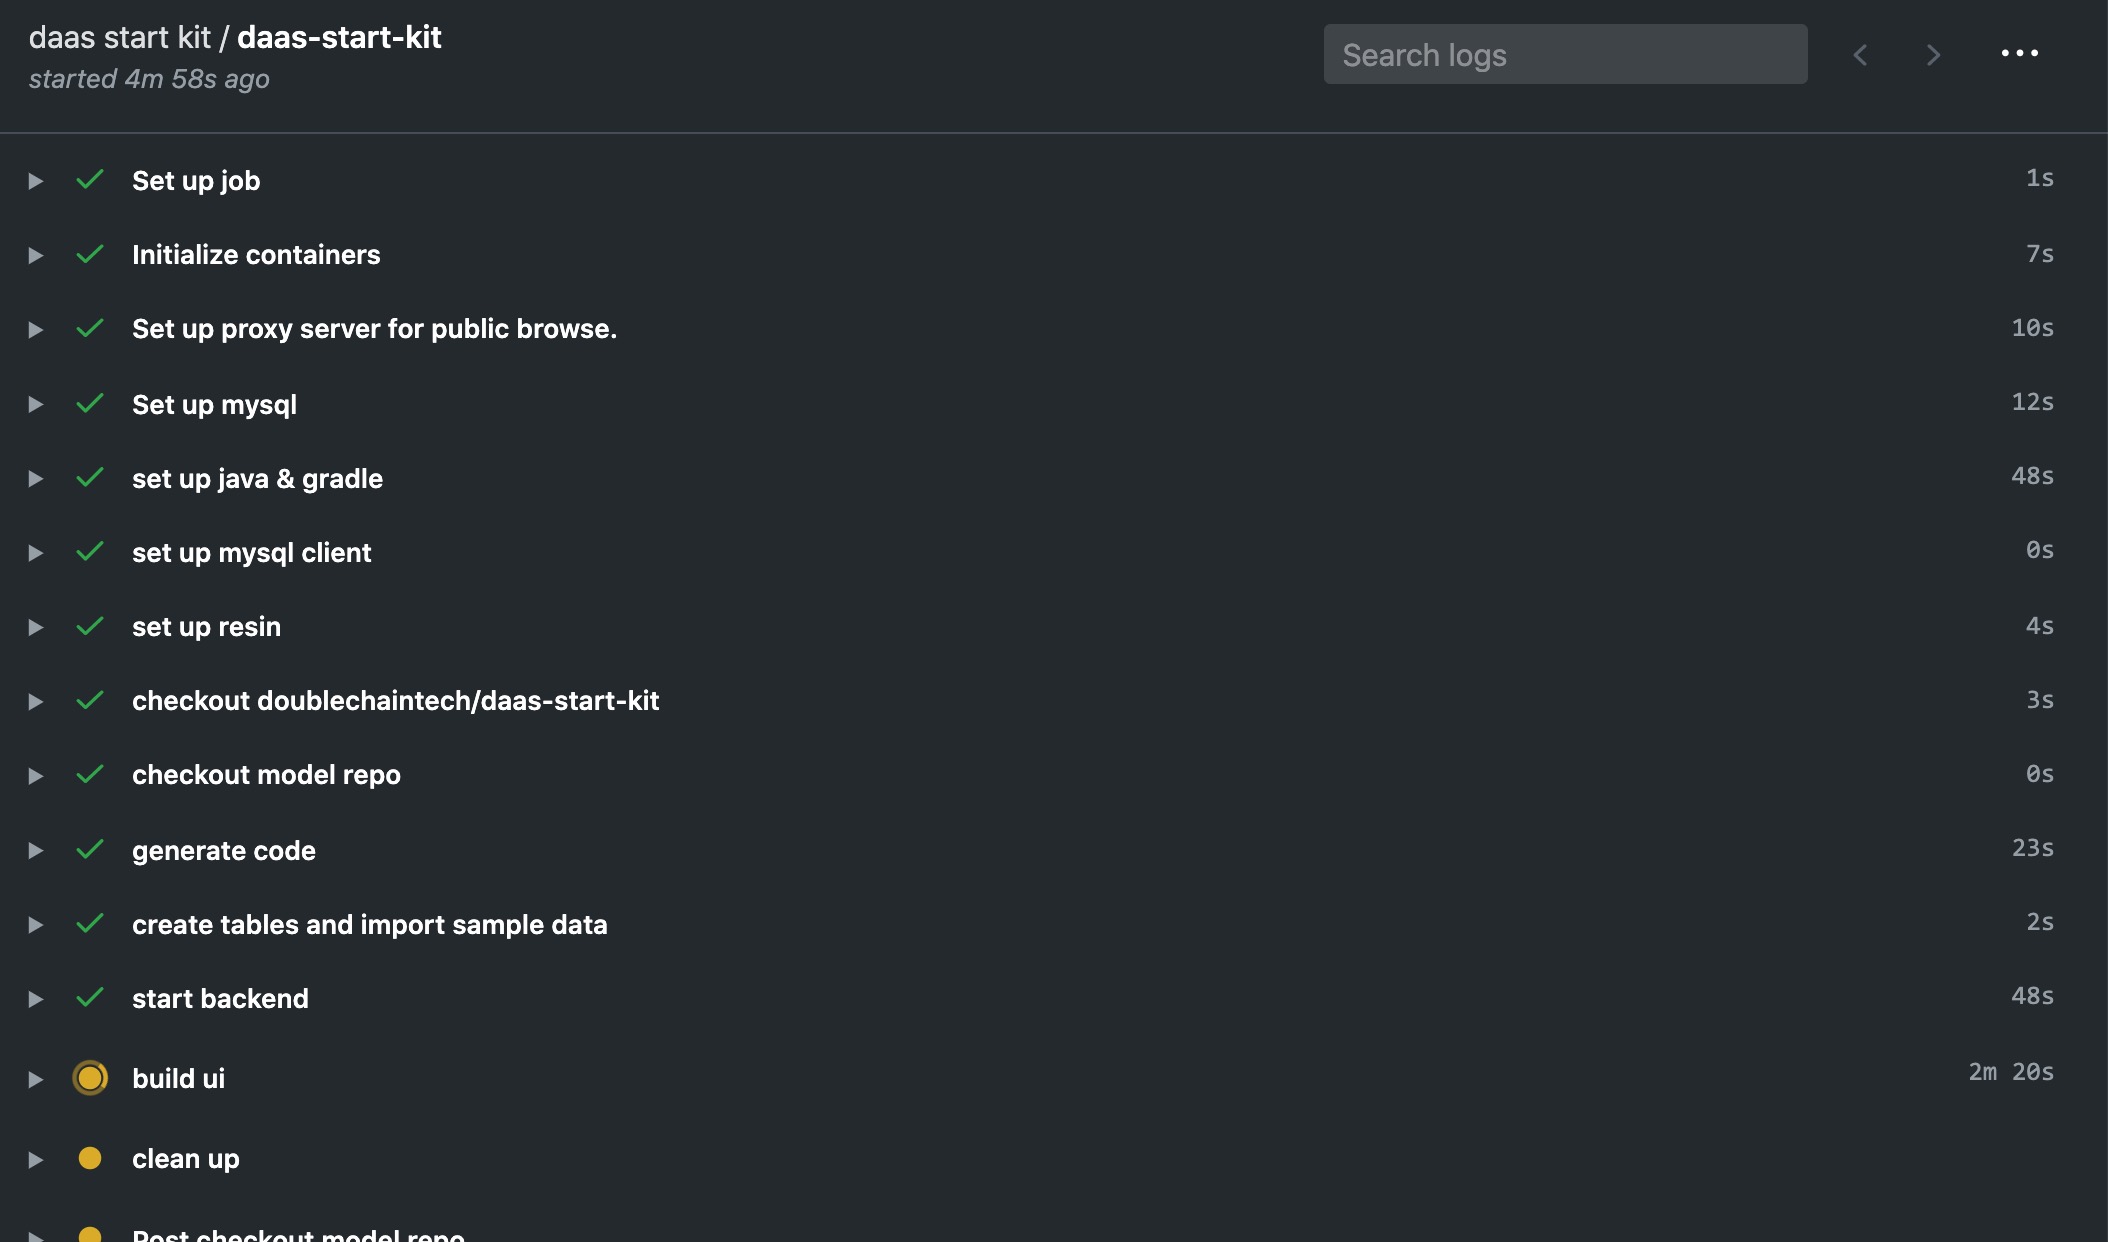 daas start kit / daas-start-kit
started 4m 58s ago
Search logs
Set up job 1s
Initialize containers 7s
Set up proxy server for public browse. 10s
Set up mysql 12s
set up java & gradle 48s
set up mysql client 0s
set up resin 4s
checkout doublechaintech/daas-start-kit 3s
checkout model repo 0s
generate code 23s
create tables and import sample data 2s
start backend 48s
build ui 2m 20s
clean up
Post checkout model repo